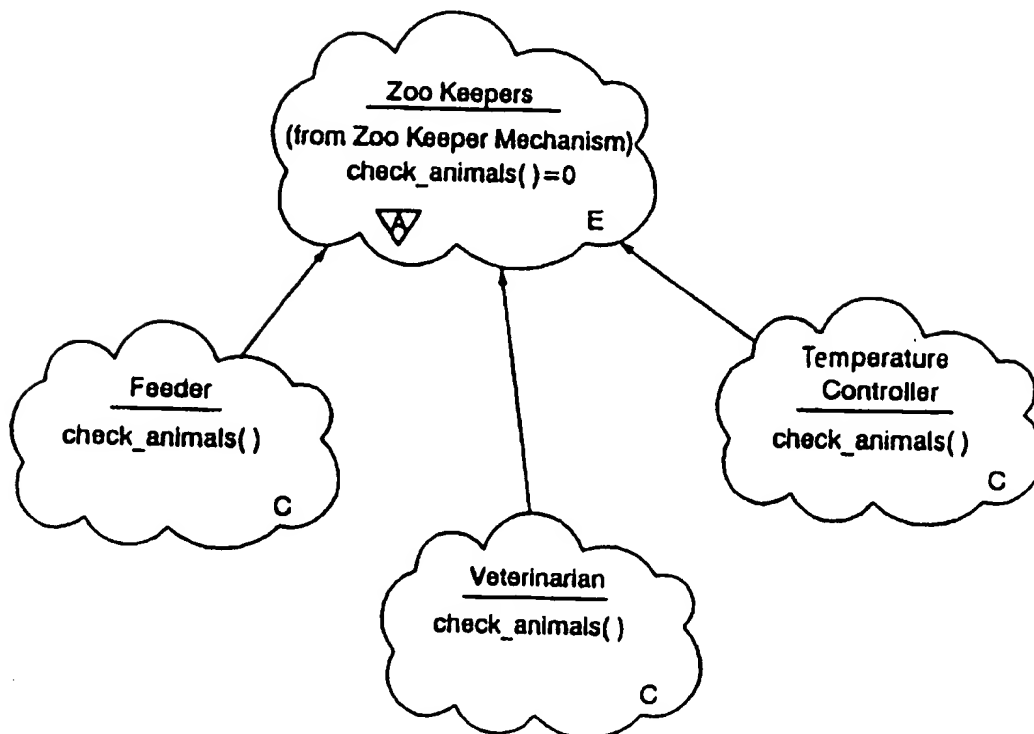 Zoo Keepers
(from Zoo Keeper Mechanism)
check_animals( )=0
A
E
Feeder
check_animals( )
C
Veterinarian
check_animals( )
C
Temperature
Controller
check_animals( )
C